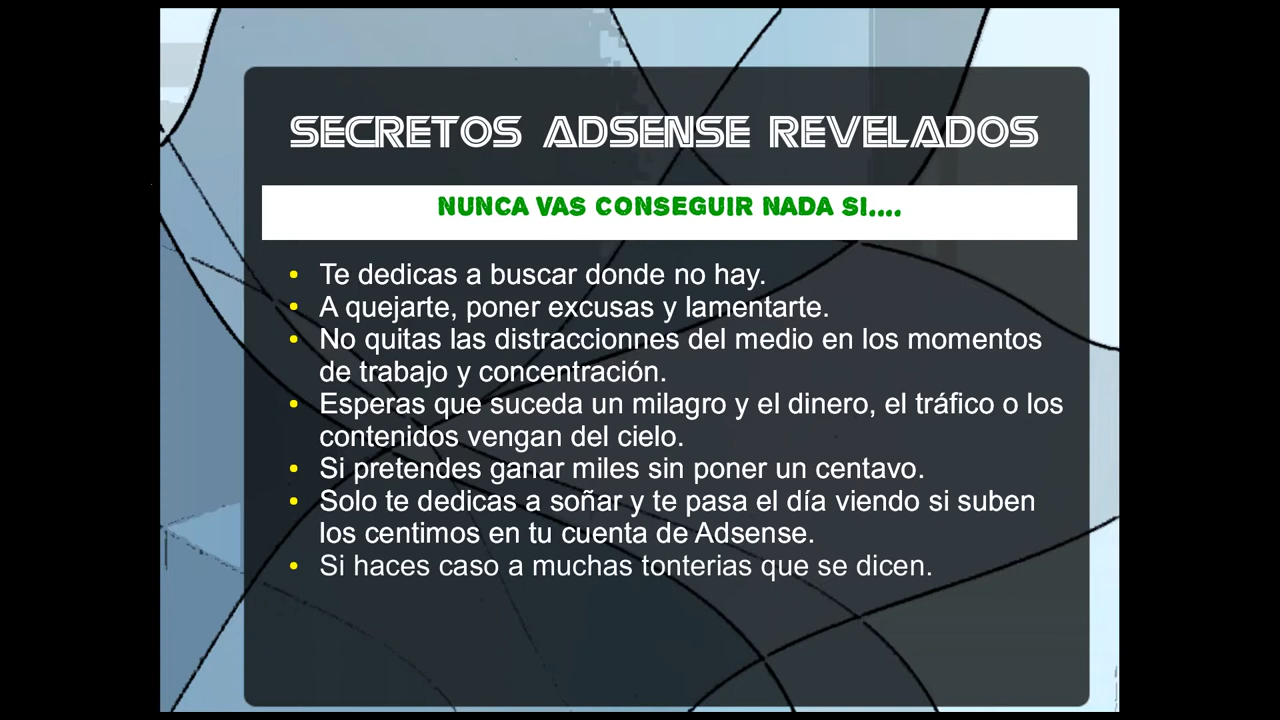 SECRETOS ADSENSE REVELADOS
NUNCA VAS CONSEGUIR NADA SI....
• Te dedicas a buscar donde no hay.
• A quejarte, poner excusas y lamentarte.
• No quitas las distraccionnes del medio en los momentos
de trabajo y concentración.
• Esperas que suceda un milagro y el dinero, el tráfico o los
contenidos vengan del cielo.
• Si pretendes ganar miles sin poner un centavo.
• Solo te dedicas a soñar y te pasa el día viendo si suben
los centimos en tu cuenta de Adsense.
• Si haces caso a muchas tonterias que se dicen.